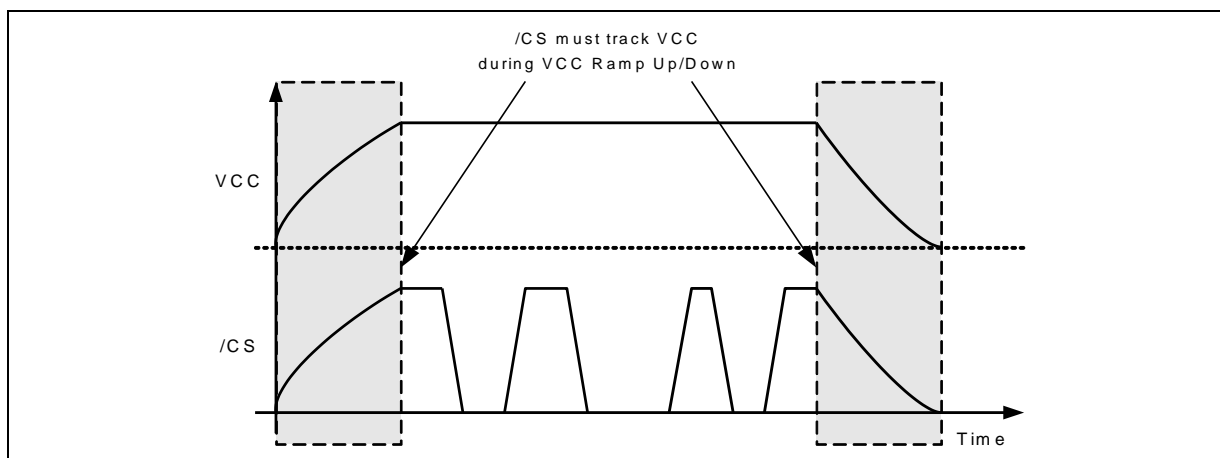 /CS must track VCC
during VCC Ramp Up/Down
VCC
/CS
Time